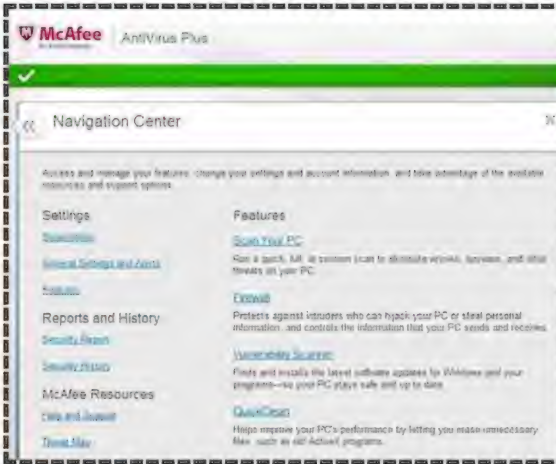 McAfee
AntiVirus Plus
Navigation Center
Access and manage your features, change your settings and account information, and take advantage of the available
resources and support options.
Settings
Subscription
General Settings and Alerts
Features
Reports and History
Security Report
Security History
McAfee Resources
Help and Support
Threat Map
Features
Scan Your PC
Run a quick, full, or custom scan to eliminate viruses, spyware, and other
threats on your PC.
Firewall
Protects against intruders who can hijack your PC or steal personal
information, and controls the information that your PC sends and receives.
Vulnerability Scanner
Finds and installs the latest software updates for Windows and your
programs—so your PC stays safe and up to date.
QuickClean
Helps improve your PC's performance by letting you erase unnecessary
files, such as old ActiveX programs.